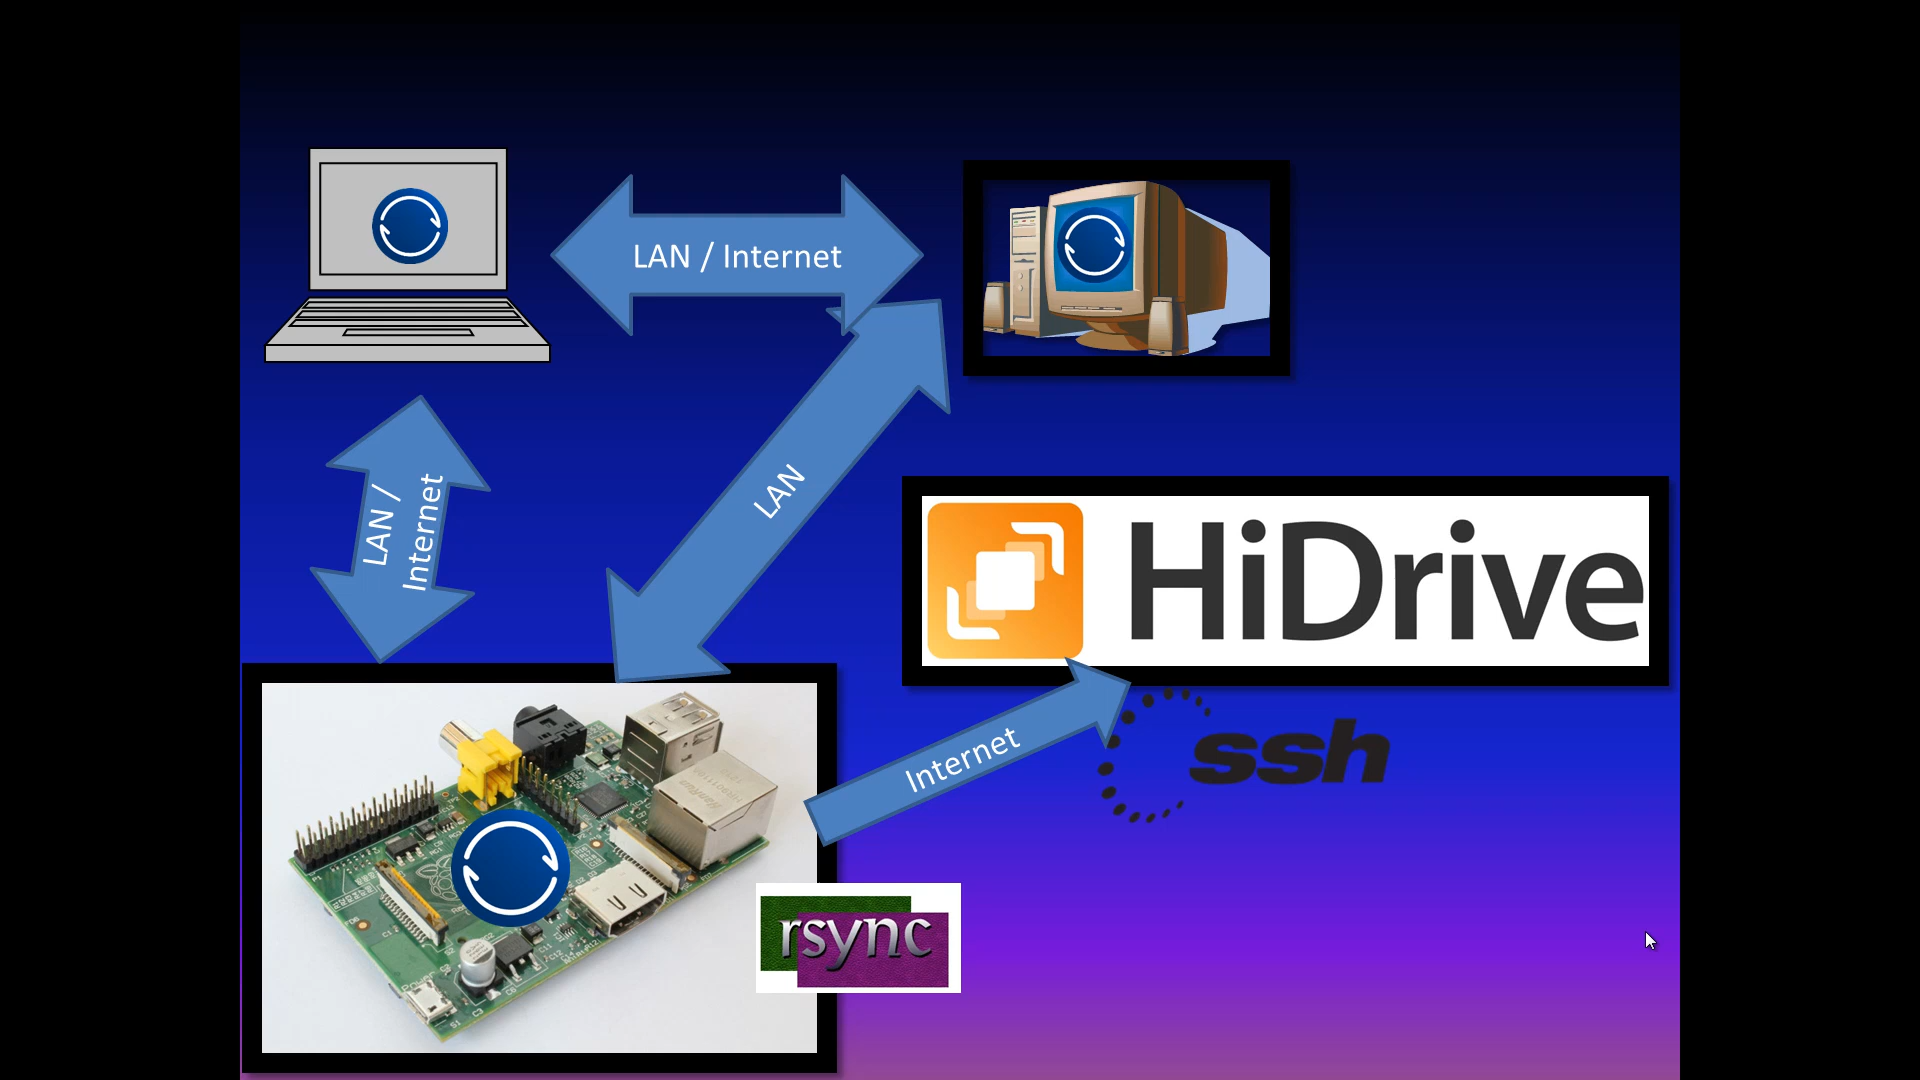 LAN / Internet
LAN /
Internet
LAN
HiDrive
Internet
ssh
rsync